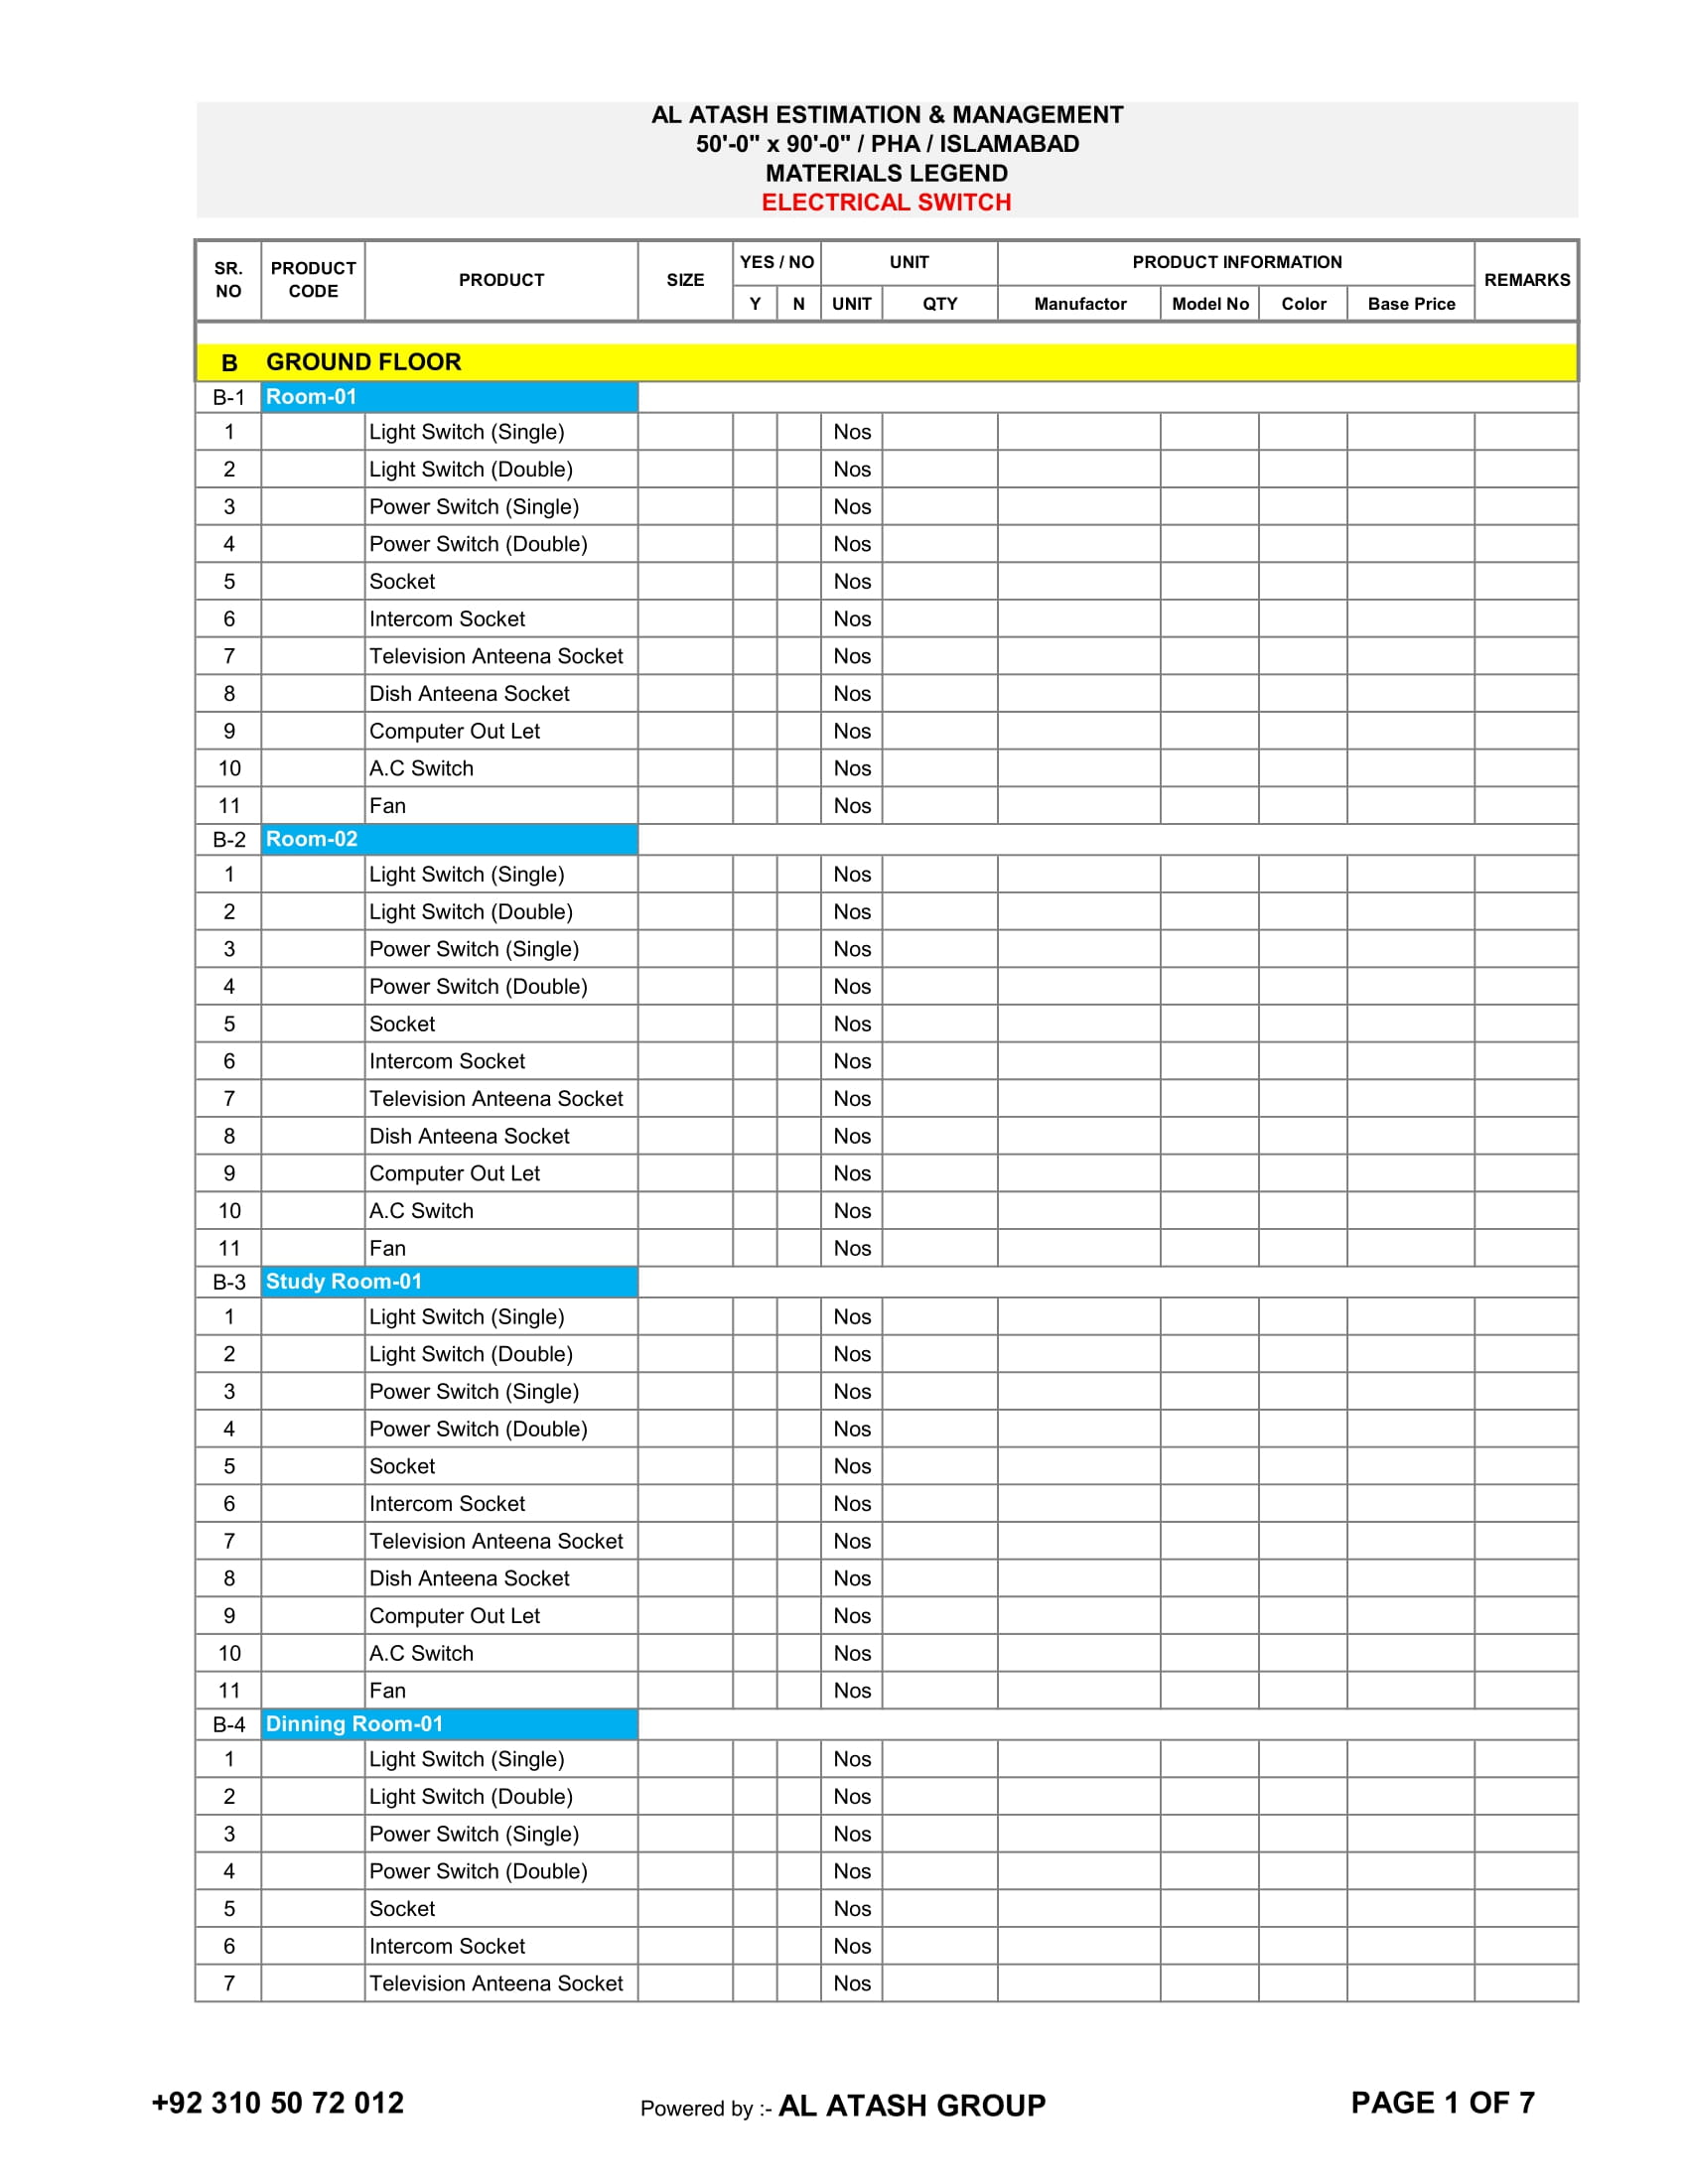 AL ATASH ESTIMATION & MANAGEMENT
50'-0" x 90'-0" / PHA / ISLAMABAD
MATERIALS LEGEND
ELECTRICAL SWITCH
SR. NO PRODUCT CODE PRODUCT SIZE YES / NO UNIT PRODUCT INFORMATION REMARKS
Y N UNIT QTY Manufactor Model No Color Base Price
B GROUND FLOOR
B-1 Room-01
1 Light Switch (Single) Nos
2 Light Switch (Double) Nos
3 Power Switch (Single) Nos
4 Power Switch (Double) Nos
5 Socket Nos
6 Intercom Socket Nos
7 Television Anteena Socket Nos
8 Dish Anteena Socket Nos
9 Computer Out Let Nos
10 A.C Switch Nos
11 Fan Nos
B-2 Room-02
1 Light Switch (Single) Nos
2 Light Switch (Double) Nos
3 Power Switch (Single) Nos
4 Power Switch (Double) Nos
5 Socket Nos
6 Intercom Socket Nos
7 Television Anteena Socket Nos
8 Dish Anteena Socket Nos
9 Computer Out Let Nos
10 A.C Switch Nos
11 Fan Nos
B-3 Study Room-01
1 Light Switch (Single) Nos
2 Light Switch (Double) Nos
3 Power Switch (Single) Nos
4 Power Switch (Double) Nos
5 Socket Nos
6 Intercom Socket Nos
7 Television Anteena Socket Nos
8 Dish Anteena Socket Nos
9 Computer Out Let Nos
10 A.C Switch Nos
11 Fan Nos
B-4 Dinning Room-01
1 Light Switch (Single) Nos
2 Light Switch (Double) Nos
3 Power Switch (Single) Nos
4 Power Switch (Double) Nos
5 Socket Nos
6 Intercom Socket Nos
7 Television Anteena Socket Nos
+92 310 50 72 012 Powered by :- AL ATASH GROUP PAGE 1 OF 7